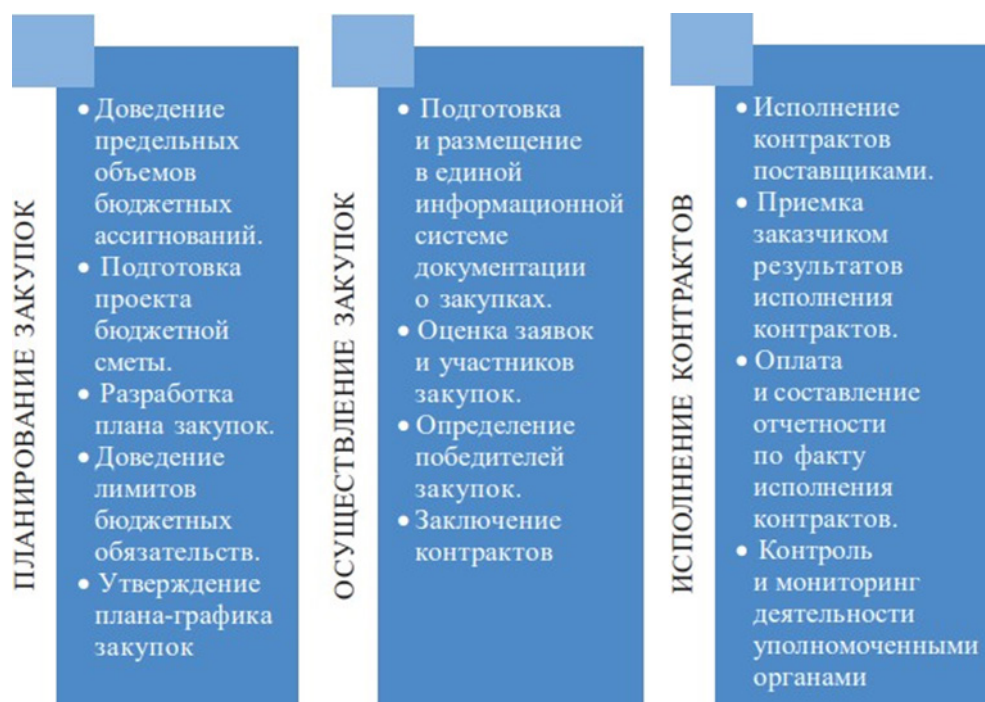 ПЛАНИРОВАНИЕ ЗАКУПОК
• Доведение
предельных
объемов
бюджетных
ассигнований.
• Подготовка
проекта
бюджетной
сметы.
• Разработка
плана закупок.
• Доведение
лимитов
бюджетных
обязательств.
• Утверждение
плана-графика
закупок
ОСУЩЕСТВЛЕНИЕ ЗАКУПОК
• Подготовка
и размещение
в единой
информационной
системе
документации
о закупках.
• Оценка заявок
и участников
закупок.
• Определение
победителей
закупок.
• Заключение
контрактов
ИСПОЛНЕНИЕ КОНТРАКТОВ
• Исполнение
контрактов
поставщиками.
• Приемка
заказчиком
результатов
исполнения
контрактов.
• Оплата
и составление
отчетности
по факту
исполнения
контрактов.
• Контроль
и мониторинг
деятельности
уполномоченными
органами